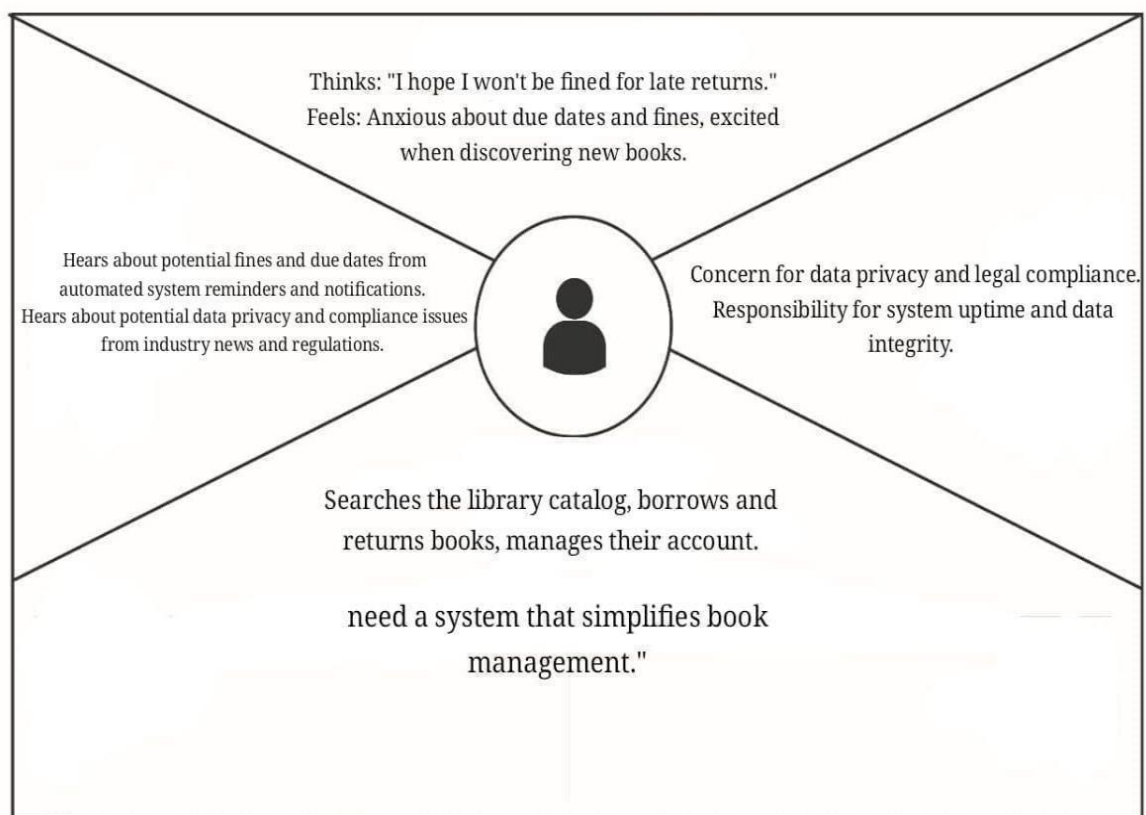 Thinks: "I hope I won't be fined for late returns."
Feels: Anxious about due dates and fines, excited
when discovering new books.
Hears about potential fines and due dates from
automated system reminders and notifications.
Hears about potential data privacy and compliance issues
from industry news and regulations.
Concern for data privacy and legal compliance.
Responsibility for system uptime and data
integrity.
Searches the library catalog, borrows and
returns books, manages their account.
need a system that simplifies book
management."